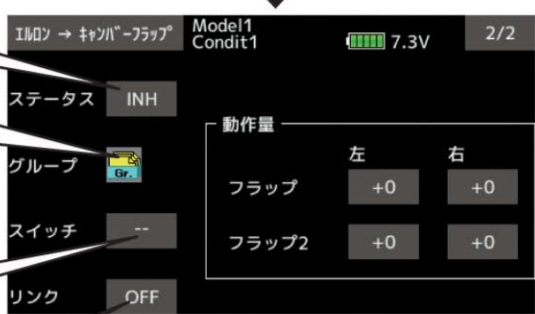 ｴﾙﾛﾝ → ｷｬﾝﾊﾞｰﾌﾗｯﾌﾟ Model1 7.3V 2/2
Condit1
ステータス INH
動作量
左 右
グループ Gr.
フラップ +0 +0
スイッチ --
フラップ2 +0 +0
リンク OFF